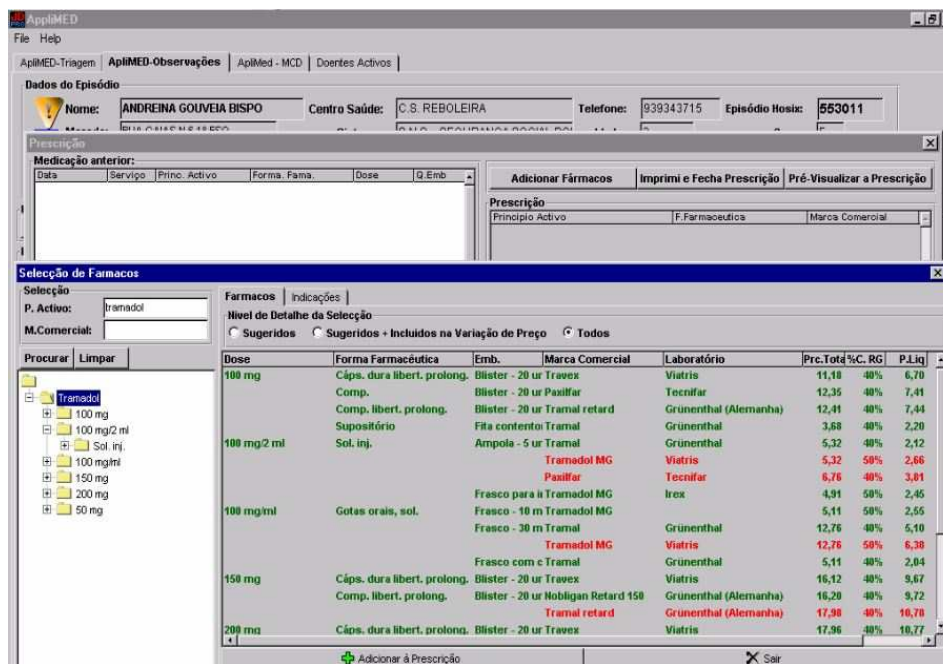 AppliMED
File Help
ApliMED-Triagem ApliMED-Observações ApliMed - MCD Doentes Activos
Dados do Episódio
Nome: ANDREINA GOUVEIA BISPO Centro Saúde: C.S. REBOLEIRA Telefone: 939343715 Episódio Hosix: 553011
Prescrição
Medicação anterior:
Data Serviço Princ. Activo Forma. Fama. Dose Q.Emb
Adicionar Fármacos Imprimi e Fecha Prescrição Pré-Visualizar a Prescrição
Prescrição
Principio Activo F.Farmaceutica Marca Comercial
Selecção de Farmacos
Selecção
P. Activo: tramadol
M.Comercial:
Procurar Limpar
Tramadol
100 mg
100 mg/2 ml
Sol. inj.
100 mg/ml
150 mg
200 mg
50 mg
Farmacos Indicações
Nivel de Detalhe da Selecção
Sugeridos Sugeridos + Incluidos na Variação de Preço Todos
Dose Forma Farmacéutica Emb. Marca Comercial Laboratório Prc.Tota %C. RG P.Liq
100 mg Cáps. dura libert. prolong. Blister - 20 ur Travex Viatris 11,18 40% 6,70
Comp. Blister - 20 ur Paxilfar Tecnifar 12,35 40% 7,41
Comp. libert. prolong. Blister - 20 ur Tramal retard Grünenthal (Alemanha) 12,41 40% 7,44
Supositório Fita contentor Tramal Grünenthal 3,68 40% 2,20
100 mg/2 ml Sol. inj. Ampola - 5 ur Tramal Grünenthal 5,32 40% 2,12
Tramadol MG Viatris 5,32 50% 2,66
Paxilfar Tecnifar 6,76 40% 3,81
Frasco para ir Tramadol MG Irex 4,91 50% 2,45
100 mg/ml Gotas orais, sol. Frasco - 10 m Tramadol MG 5,11 50% 2,55
Frasco - 30 m Tramal Grünenthal 12,76 40% 5,10
Tramadol MG Viatris 12,76 50% 6,38
Frasco com c Tramal Grünenthal 5,11 40% 2,04
150 mg Cáps. dura libert. prolong. Blister - 20 ur Travex Viatris 16,12 40% 9,67
Comp. libert. prolong. Blister - 20 ur Nobligan Retard 150 Grünenthal (Alemanha) 16,20 40% 9,72
Tramal retard Grünenthal (Alemanha) 17,98 40% 10,78
200 mg Cáps. dura libert. prolong. Blister - 20 ur Travex Viatris 17,96 40% 10,77
Adicionar á Prescrição Sair